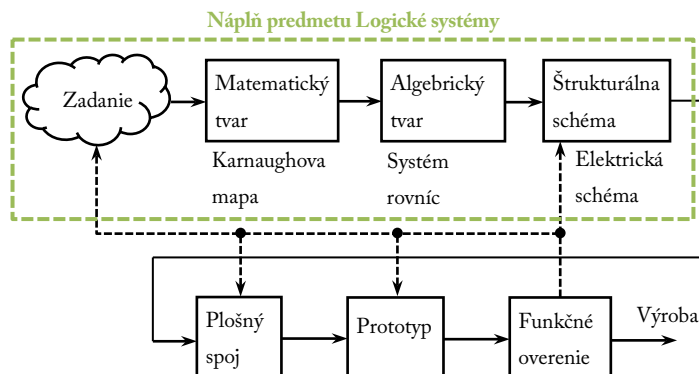 Náplň predmetu Logické systémy
Zadanie
Matematický
tvar
Algebrický
tvar
Štrukturálna
schéma
Karnaughova
mapa
Systém
rovníc
Elektrická
schéma
Plošný
spoj
Prototyp
Funkčné
overenie
Výroba